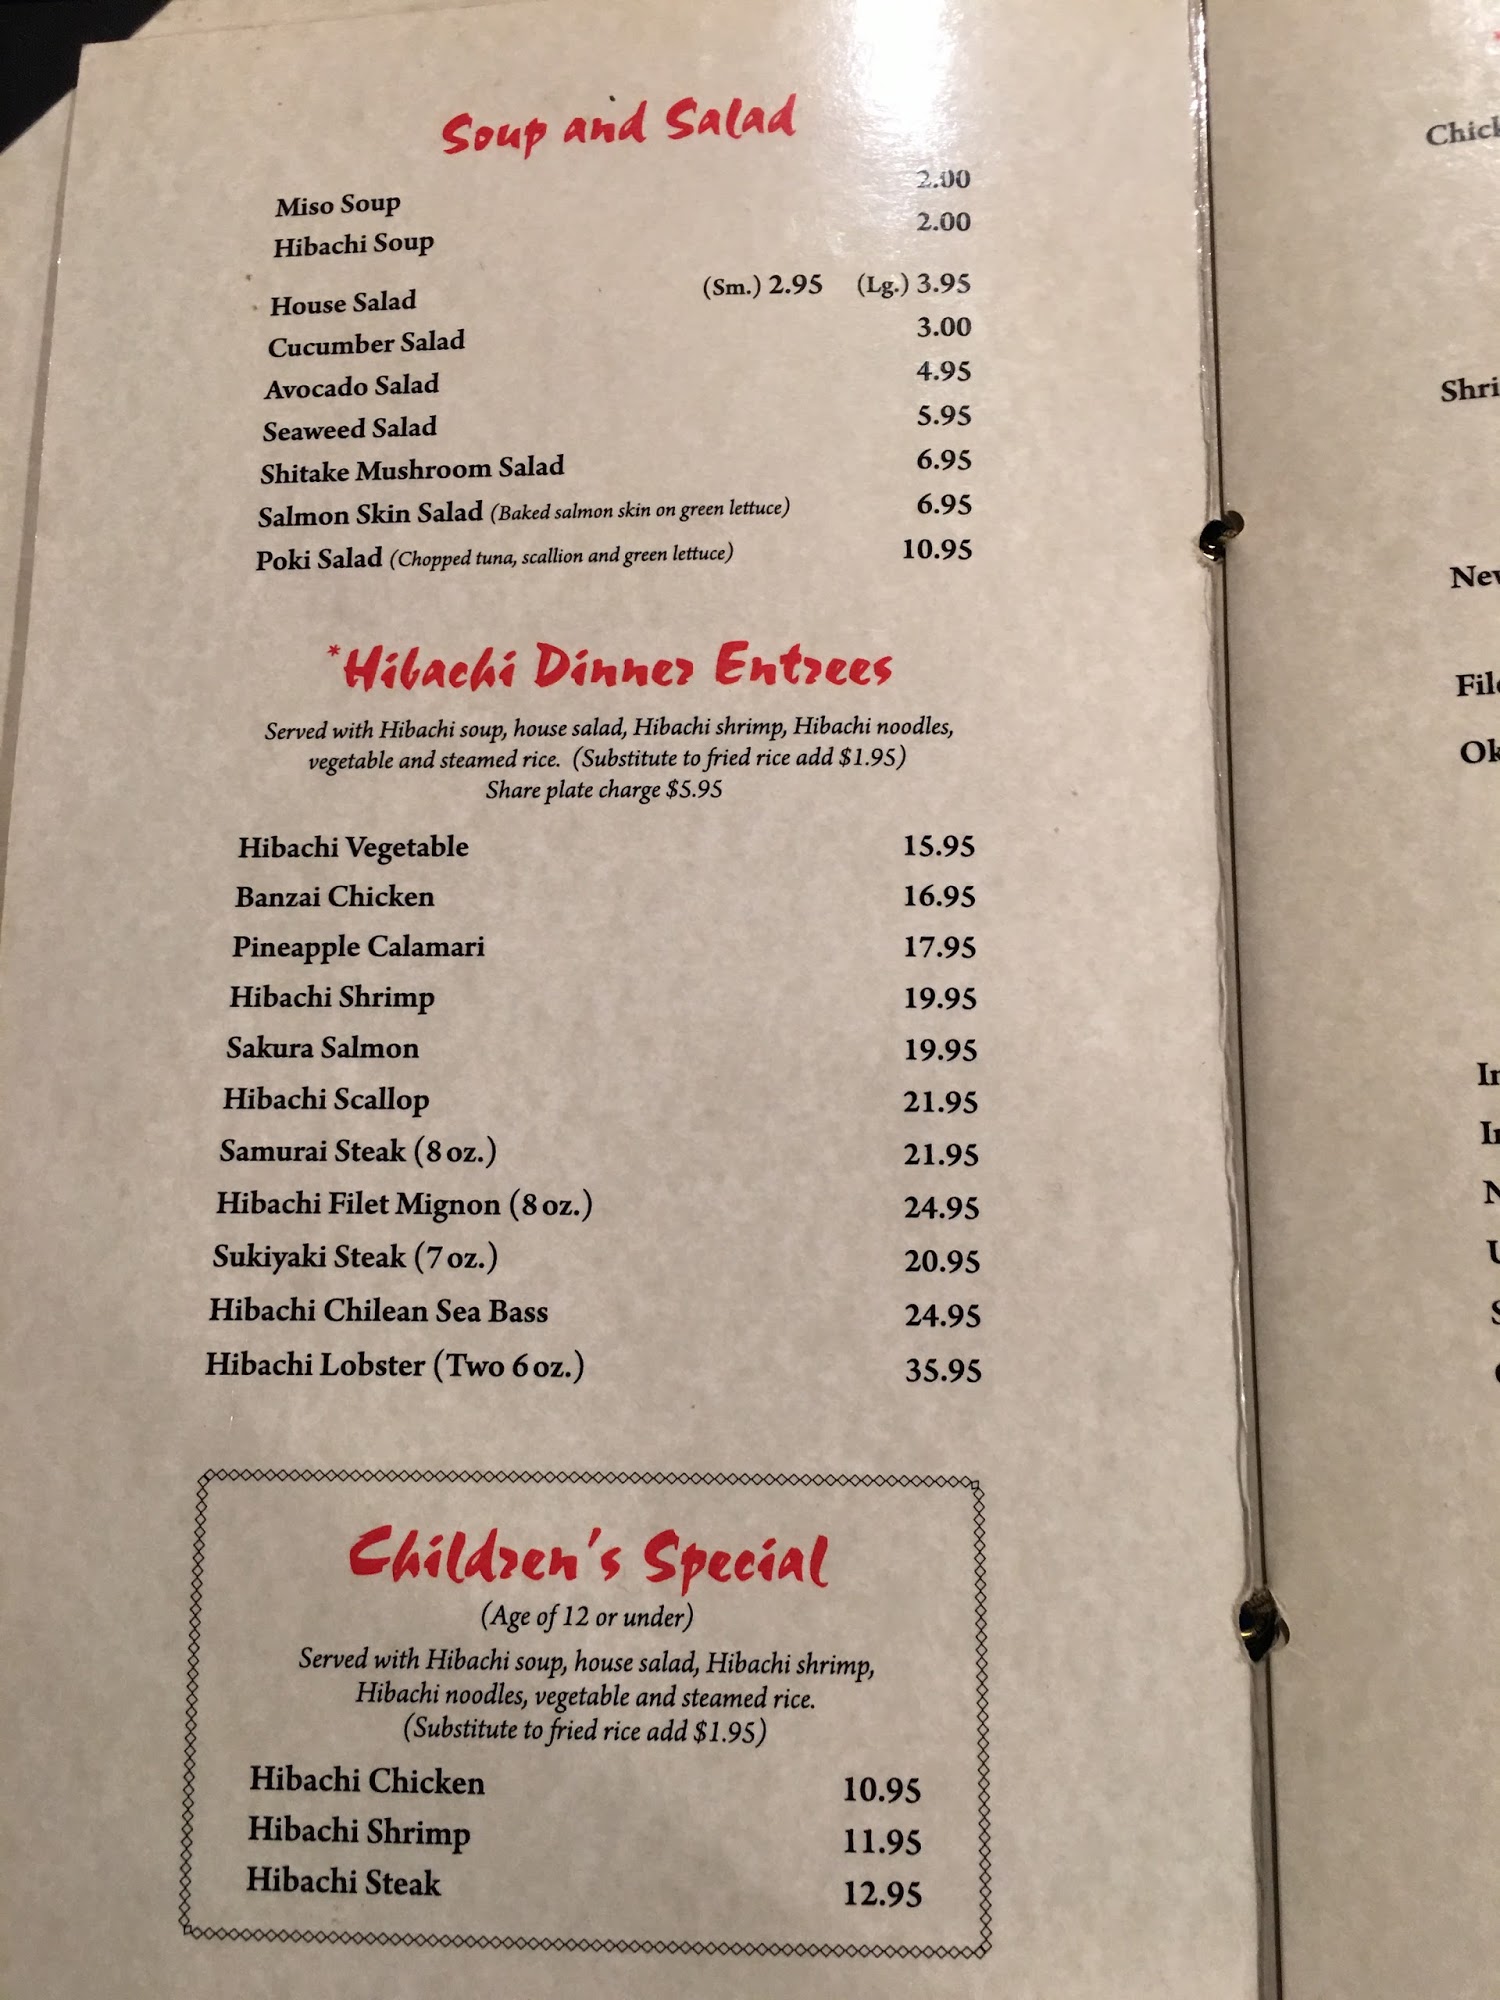 Soup and Salad
Miso Soup 2.00
Hibachi Soup 2.00
House Salad (Sm.) 2.95 (Lg.) 3.95
Cucumber Salad 3.00
Avocado Salad 4.95
Seaweed Salad 5.95
Shitake Mushroom Salad 6.95
Salmon Skin Salad (Baked salmon skin on green lettuce) 6.95
Poki Salad (Chopped tuna, scallion and green lettuce) 10.95
*Hibachi Dinner Entrees
Served with Hibachi soup, house salad, Hibachi shrimp, Hibachi noodles,
vegetable and steamed rice. (Substitute to fried rice add $1.95)
Share plate charge $5.95
Hibachi Vegetable 15.95
Banzai Chicken 16.95
Pineapple Calamari 17.95
Hibachi Shrimp 19.95
Sakura Salmon 19.95
Hibachi Scallop 21.95
Samurai Steak (8 oz.) 21.95
Hibachi Filet Mignon (8 oz.) 24.95
Sukiyaki Steak (7 oz.) 20.95
Hibachi Chilean Sea Bass 24.95
Hibachi Lobster (Two 6 oz.) 35.95
Children's Special
(Age of 12 or under)
Served with Hibachi soup, house salad, Hibachi shrimp,
Hibachi noodles, vegetable and steamed rice.
(Substitute to fried rice add $1.95)
Hibachi Chicken 10.95
Hibachi Shrimp 11.95
Hibachi Steak 12.95